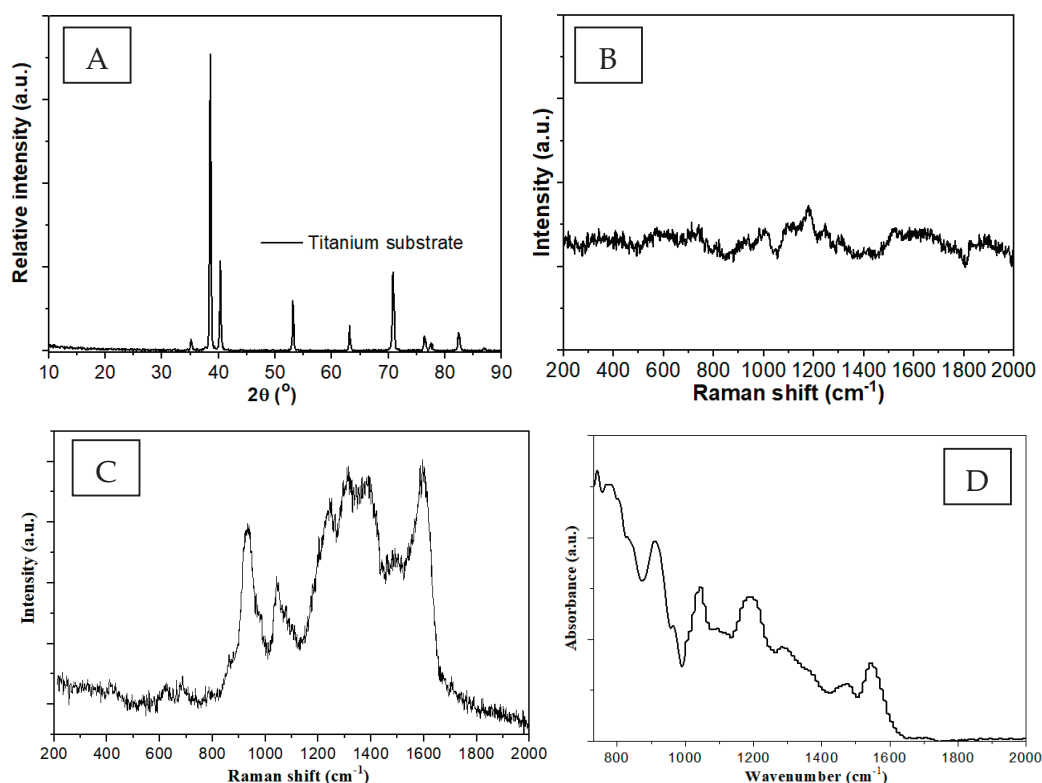 A
Relative intensity (a.u.)
Titanium substrate
10 20 30 40 50 60 70 80 90
2θ (°)
B
Intensity (a.u.)
200 400 600 800 1000 1200 1400 1600 1800 2000
Raman shift (cm-1)
C
Intensity (a.u.)
200 400 600 800 1000 1200 1400 1600 1800 2000
Raman shift (cm-1)
D
Absorbance (a.u.)
800 1000 1200 1400 1600 1800 2000
Wavenumber (cm-1)